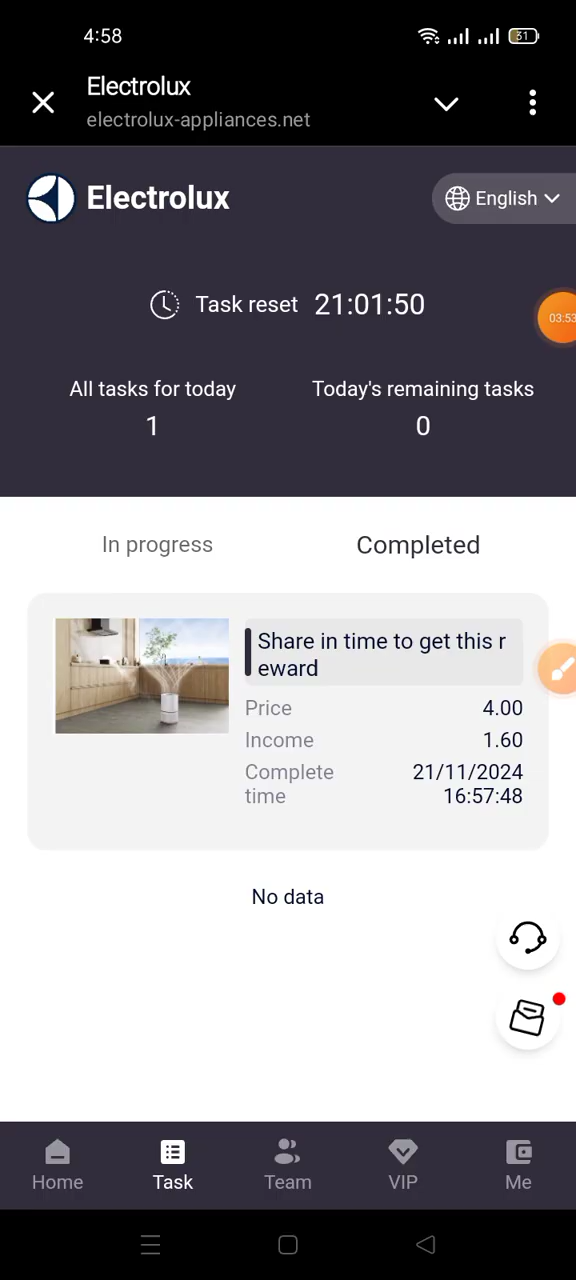 4:58
31
Electrolux
electrolux-appliances.net
Electrolux
English
Task reset 21:01:50
03:53
All tasks for today
Today's remaining tasks
1
0
In progress
Completed
Share in time to get this r
eward
Price 4.00
Income 1.60
Complete time 21/11/2024 16:57:48
No data
Home
Task
Team
VIP
Me